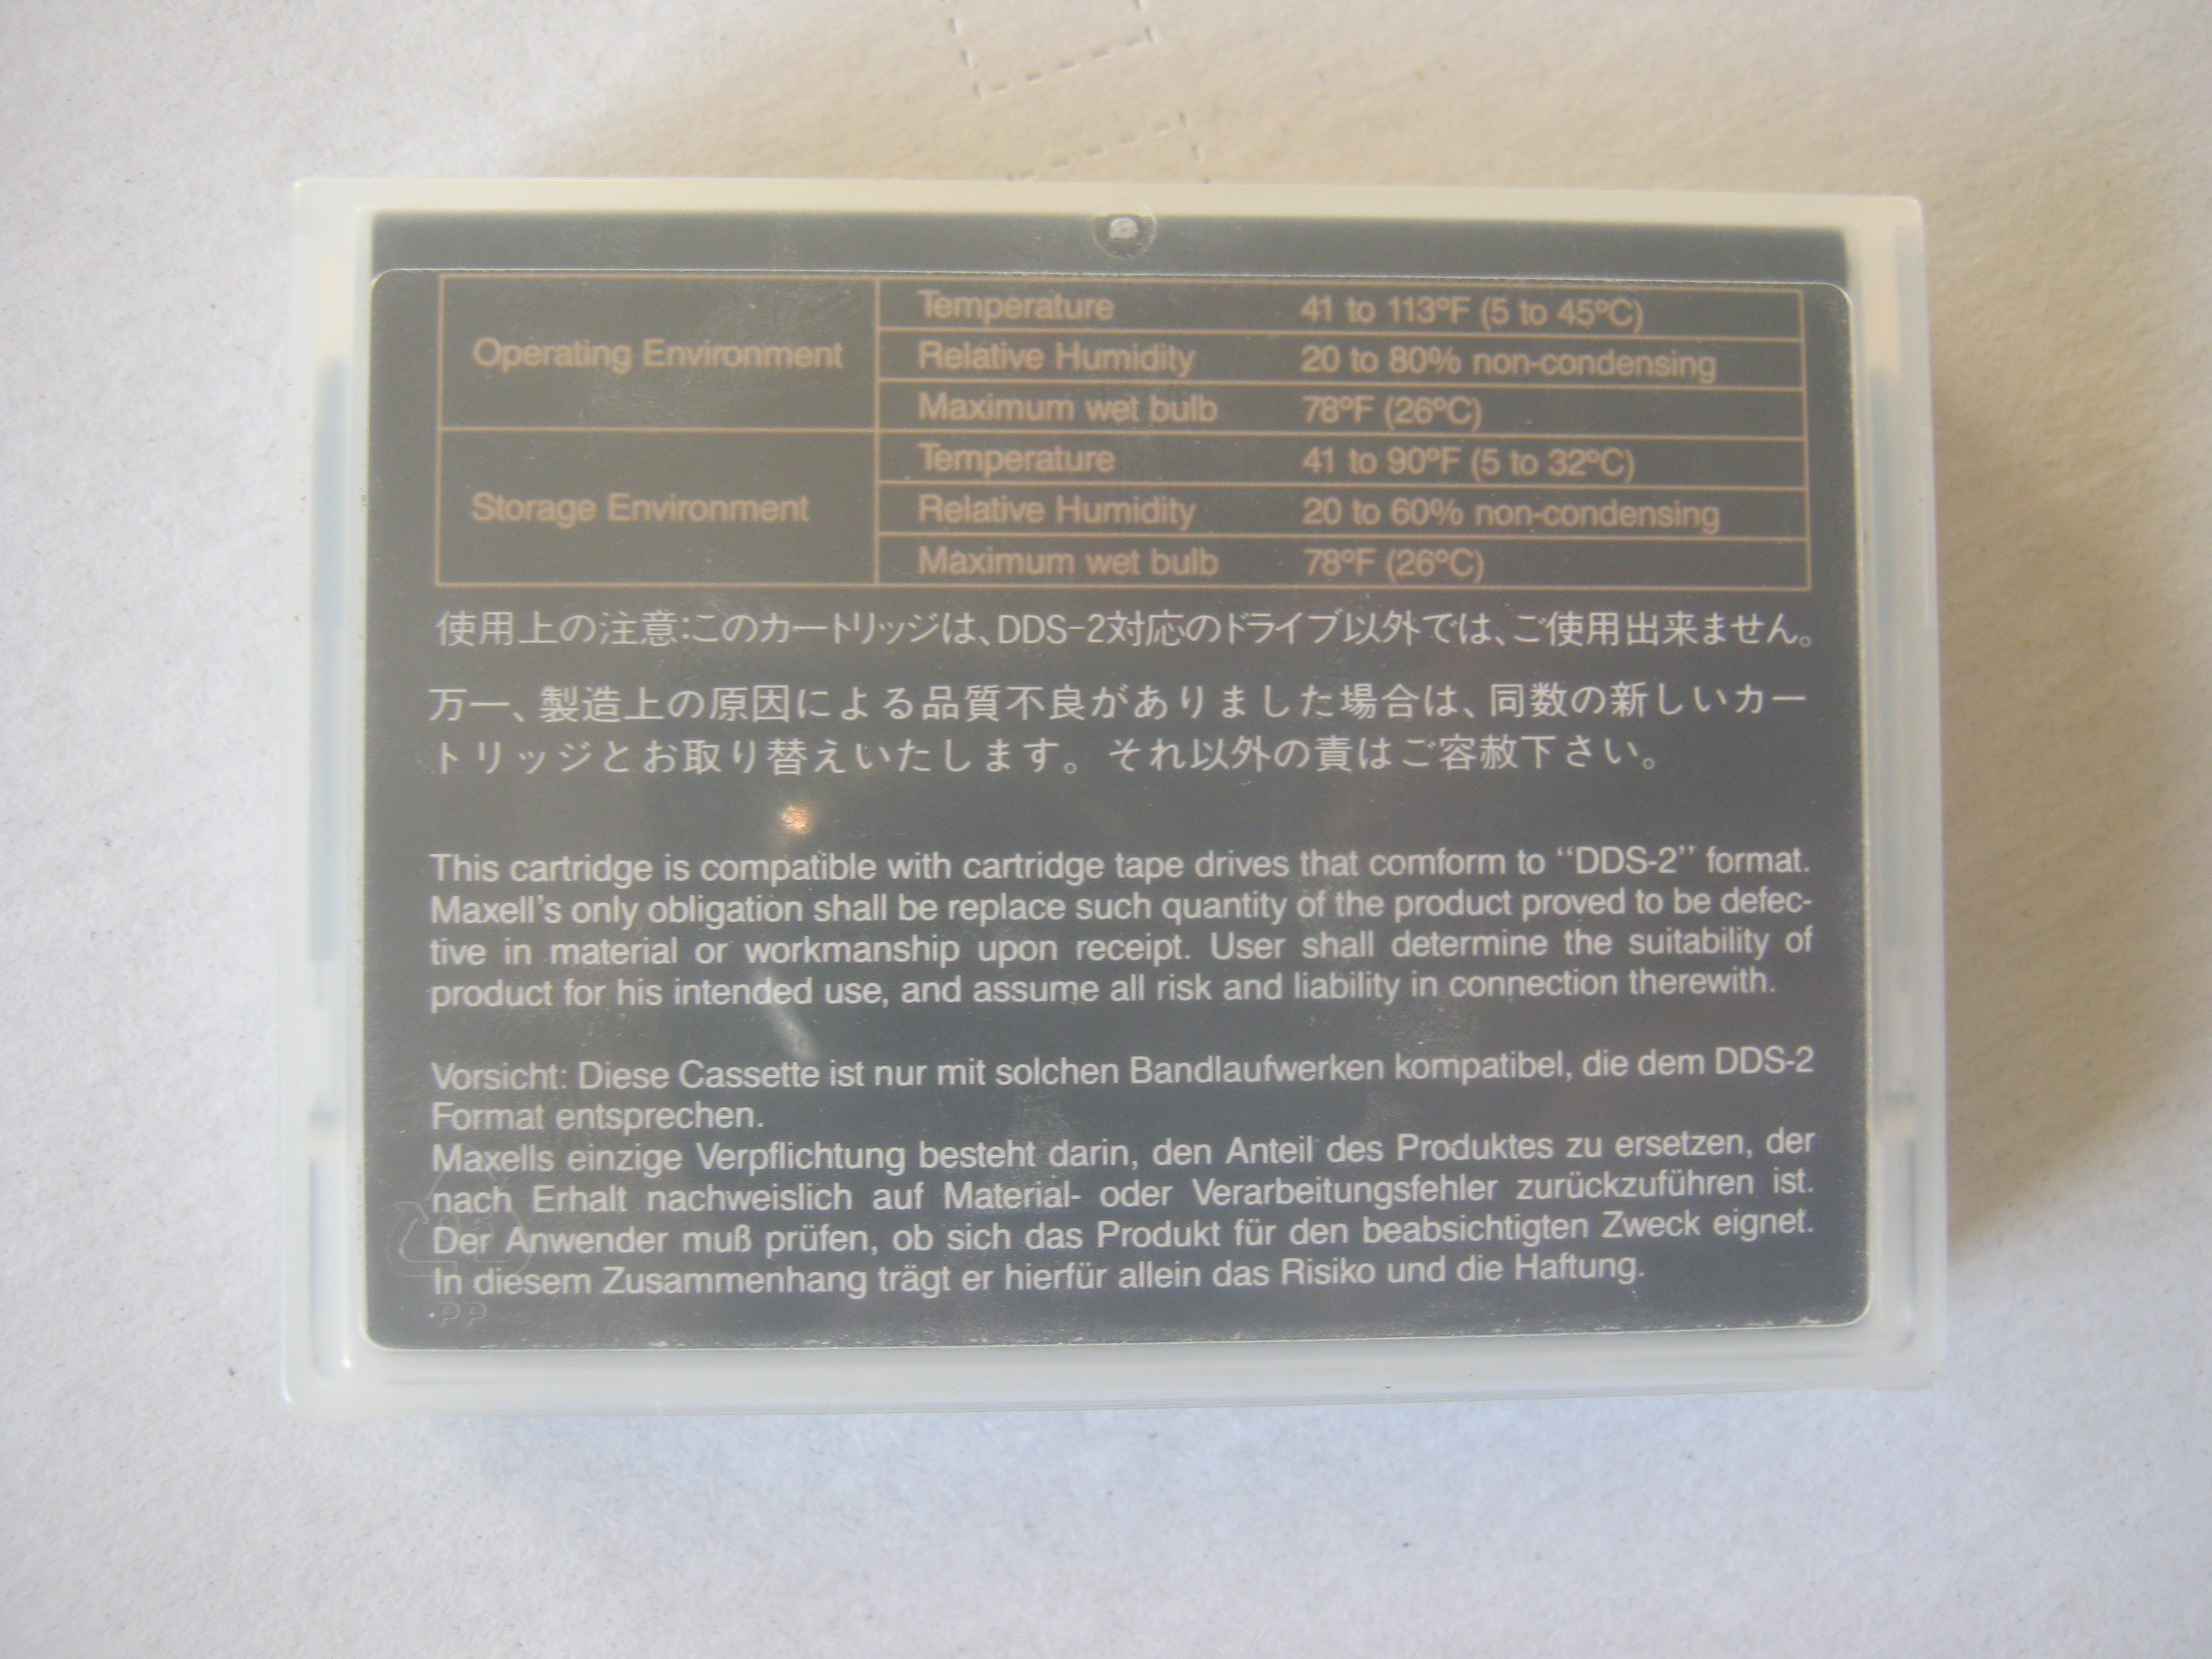 Operating Environment
Temperature 41 to 113°F (5 to 45°C)
Relative Humidity 20 to 80% non-condensing
Maximum wet bulb 78°F (26°C)
Storage Environment
Temperature 41 to 90°F (5 to 32°C)
Relative Humidity 20 to 60% non-condensing
Maximum wet bulb 78°F (26°C)
使用上の注意:このカートリッジは、DDS-2対応のドライブ以外では、ご使用出来ません。
万一、製造上の原因による品質不良がありました場合は、同数の新しいカー
トリッジとお取り替えいたします。それ以外の責はご容赦下さい。
This cartridge is compatible with cartridge tape drives that comform to “DDS-2” format.
Maxell's only obligation shall be replace such quantity of the product proved to be defec-
tive in material or workmanship upon receipt. User shall determine the suitability of
product for his intended use, and assume all risk and liability in connection therewith.
Vorsicht: Diese Cassette ist nur mit solchen Bandlaufwerken kompatibel, die dem DDS-2
Format entsprechen.
Maxells einzige Verpflichtung besteht darin, den Anteil des Produktes zu ersetzen, der
nach Erhalt nachweislich auf Material- oder Verarbeitungsfehler zurückzuführen ist.
Der Anwender muß prüfen, ob sich das Produkt für den beabsichtigten Zweck eignet.
In diesem Zusammenhang trägt er hierfür allein das Risiko und die Haftung.
PP